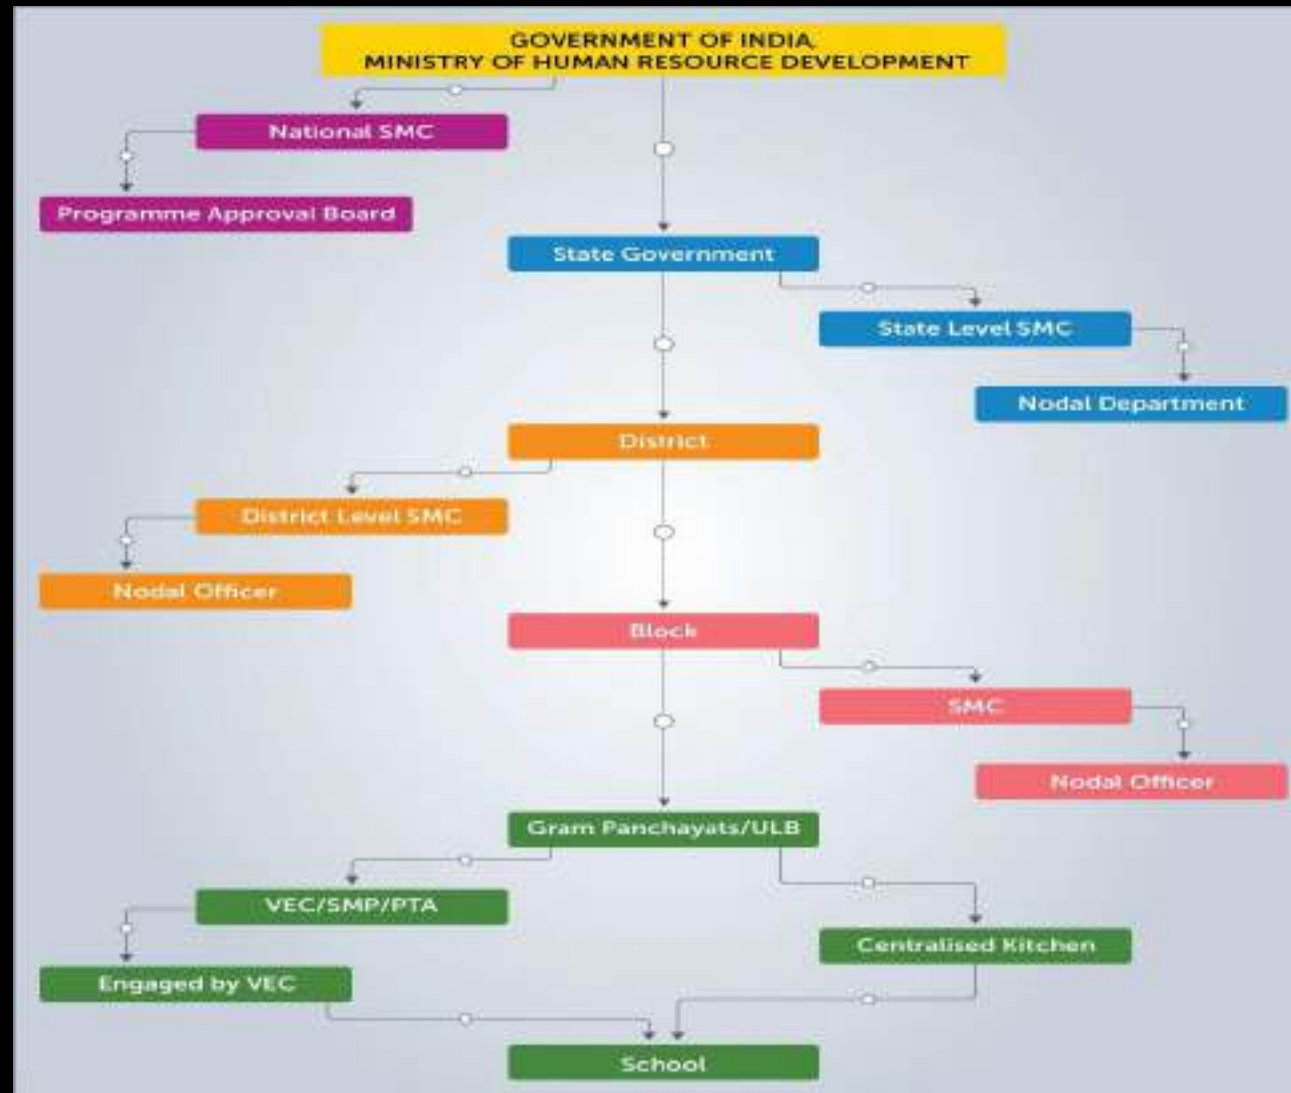 GOVERNMENT OF INDIA,
MINISTRY OF HUMAN RESOURCE DEVELOPMENT
National SMC
Programme Approval Board
State Government
State Level SMC
Nodal Department
District
District Level SMC
Nodal Officer
Block
SMC
Nodal Officer
Gram Panchayats/ULB
VEC/SMP/PTA
Centralised Kitchen
Engaged by VEC
School